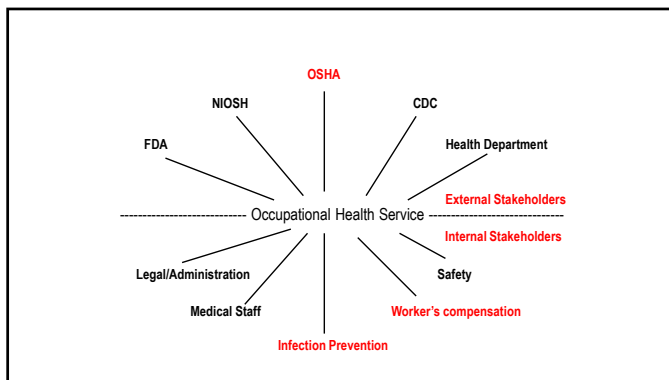 OSHA
NIOSH
CDC
FDA
Health Department
External Stakeholders
Occupational Health Service
Internal Stakeholders
Legal/Administration
Safety
Medical Staff
Worker's compensation
Infection Prevention